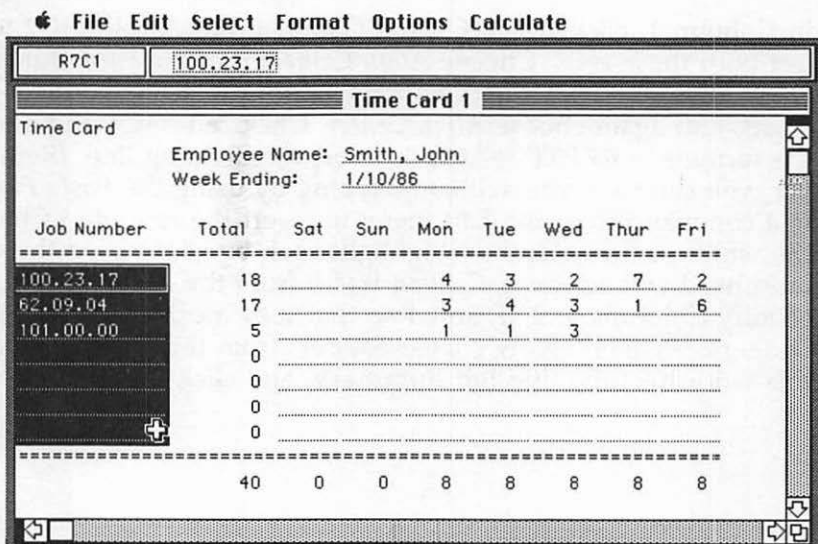 File Edit Select Format Options Calculate
R7C1 100.23.17
Time Card 1
Time Card
Employee Name: Smith, John
Week Ending: 1/10/86
Job Number Total Sat Sun Mon Tue Wed Thur Fri
100.23.17 18 4 3 2 7 2
62.09.04 17 3 4 3 1 6
101.00.00 5 1 1 3
0
0
0
0
40 0 0 8 8 8 8 8